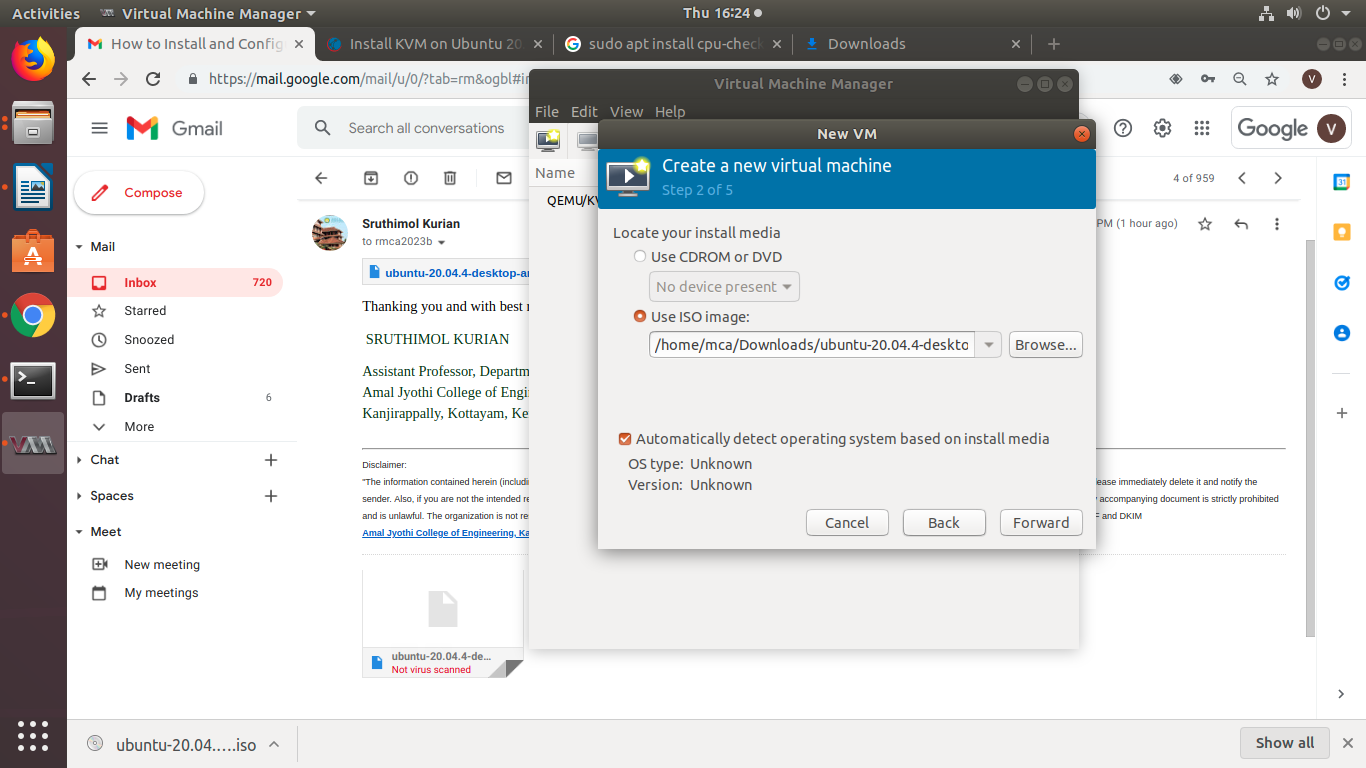 Activities
Virtual Machine Manager
Thu 16:24
How to Install and Config
Install KVM on Ubuntu 20
sudo apt install cpu-check
Downloads
https://mail.google.com/mail/u/0/?tab=rm&ogbl#in
V
Virtual Machine Manager
File Edit View Help
Name
QEMU/KV
New VM
Create a new virtual machine
Step 2 of 5
Locate your install media
Use CDROM or DVD
No device present
Use ISO image:
/home/mca/Downloads/ubuntu-20.04.4-deskto
Browse...
Automatically detect operating system based on install media
OS type: Unknown
Version: Unknown
Cancel
Back
Forward
Gmail
Search all conversations
Google
V
Compose
Mail
Inbox 720
Starred
Snoozed
Sent
Drafts 6
More
Chat
Spaces
Meet
New meeting
My meetings
4 of 959
Sruthimol Kurian
PM (1 hour ago)
to rmca2023b
ubuntu-20.04.4-desktop-am
Thanking you and with best r
SRUTHIMOL KURIAN
Assistant Professor, Departm
Amal Jyothi College of Engi
Kanjirappally, Kottayam, Ke
Disclaimer:
"The information contained herein (includi
ease immediately delete it and notify the
sender. Also, if you are not the intended re
accompanying document is strictly prohibited
and is unlawful. The organization is not re
F and DKIM
Amal Jyothi College of Engineering, Ka
ubuntu-20.04.4-de...
Not virus scanned
31
ubuntu-20.04.….iso
Show all